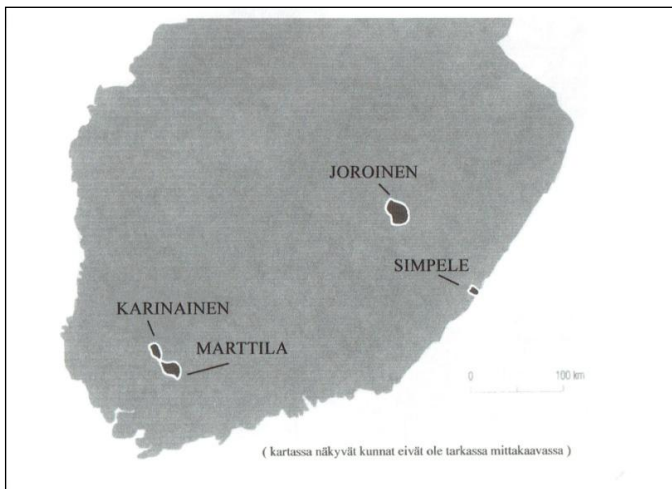 JOROINEN
SIMPELE
KARINAINEN
MARTTILA
0 100 km
( kartassa näkyvät kunnat eivät ole tarkassa mittakaavassa )